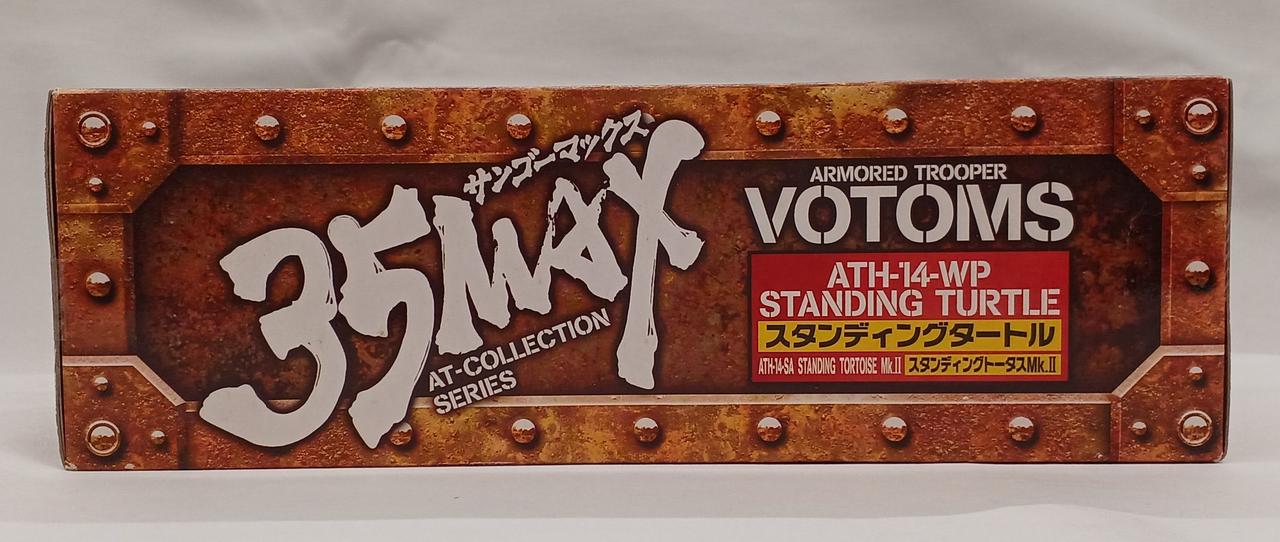 サンゴーマックス
35MAX
AT-COLLECTION
SERIES
ARMORED TROOPER
VOTOMS
ATH-14-WP
STANDING TURTLE
スタンディングタートル
ATH-14-SA STANDING TORTOISE Mk.II スタンディングトータスMk.II